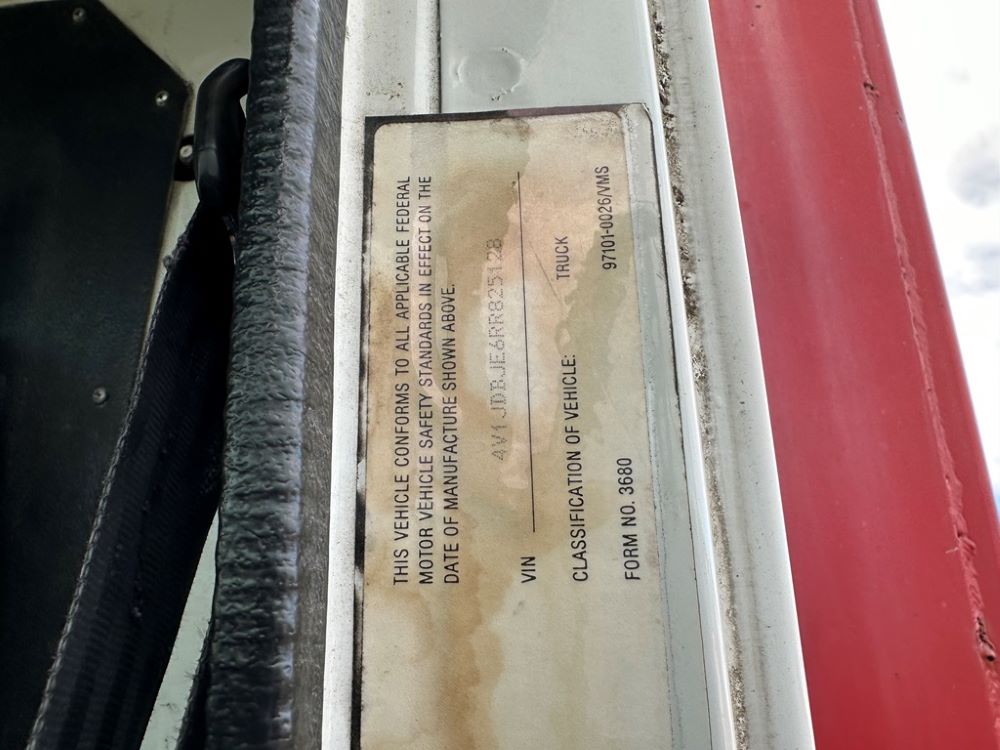 THIS VEHICLE CONFORMS TO ALL APPLICABLE FEDERAL
MOTOR VEHICLE SAFETY STANDARDS IN EFFECT ON THE
DATE OF MANUFACTURE SHOWN ABOVE.
VIN 4V1JDBJE6RR825128
CLASSIFICATION OF VEHICLE: TRUCK
FORM NO. 3680 97101-0026/VMS